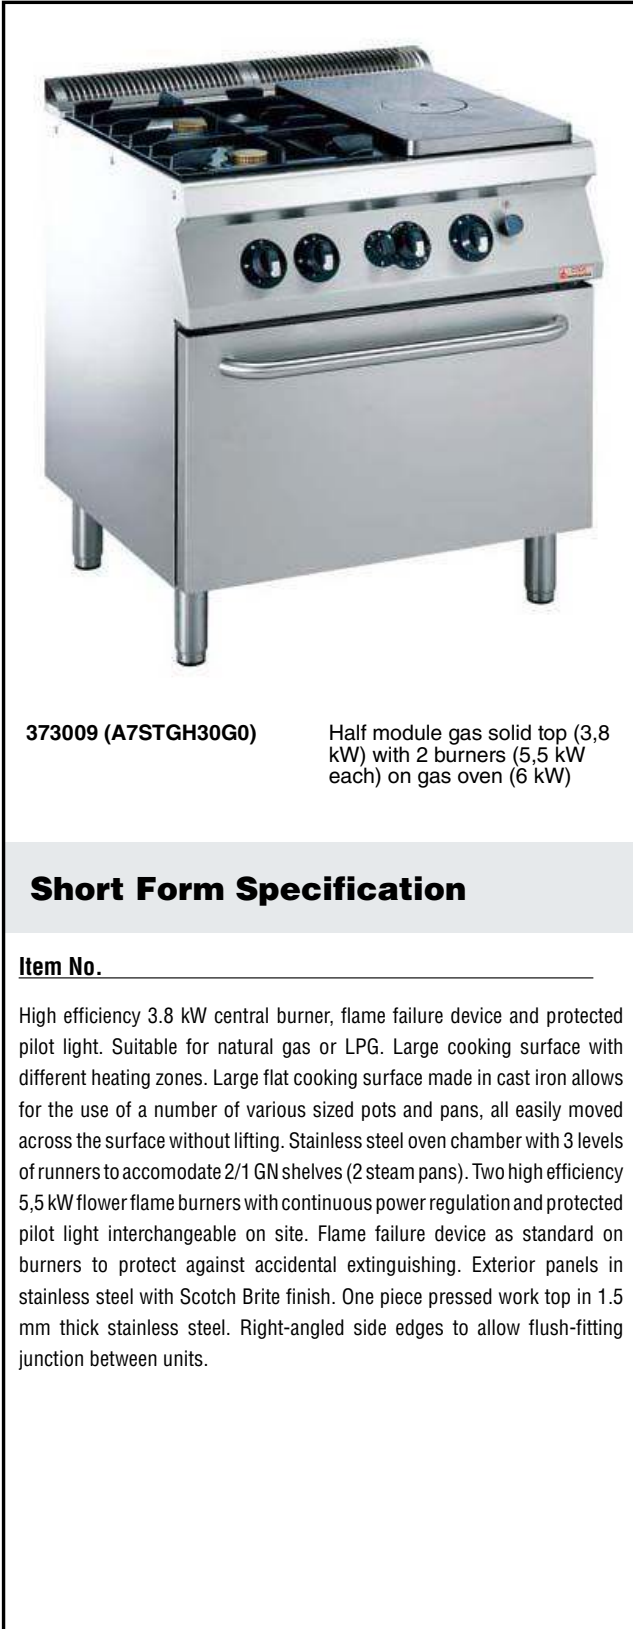 373009 (A7STGH30G0)
Half module gas solid top (3,8
kW) with 2 burners (5,5 kW
each) on gas oven (6 kW)
Short Form Specification
Item No.
High efficiency 3.8 kW central burner, flame failure device and protected
pilot light. Suitable for natural gas or LPG. Large cooking surface with
different heating zones. Large flat cooking surface made in cast iron allows
for the use of a number of various sized pots and pans, all easily moved
across the surface without lifting. Stainless steel oven chamber with 3 levels
of runners to accomodate 2/1 GN shelves (2 steam pans). Two high efficiency
5,5 kW flower flame burners with continuous power regulation and protected
pilot light interchangeable on site. Flame failure device as standard on
burners to protect against accidental extinguishing. Exterior panels in
stainless steel with Scotch Brite finish. One piece pressed work top in 1.5
mm thick stainless steel. Right-angled side edges to allow flush-fitting
junction between units.